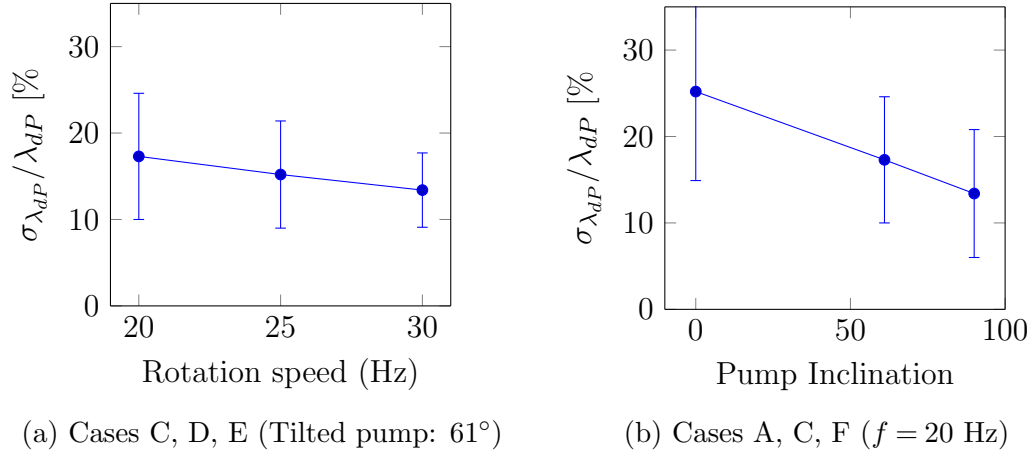 30
20
10
0
20
25
30
σ_{λ_{dP}}/λ_{dP} [%
Rotation speed (Hz)
(a) Cases C, D, E (Tilted pump: 61°)
30
20
10
0
0
50
100
σ_{λ_{dP}}/λ_{dP} [%
Pump Inclination
(b) Cases A, C, F (f = 20 Hz)